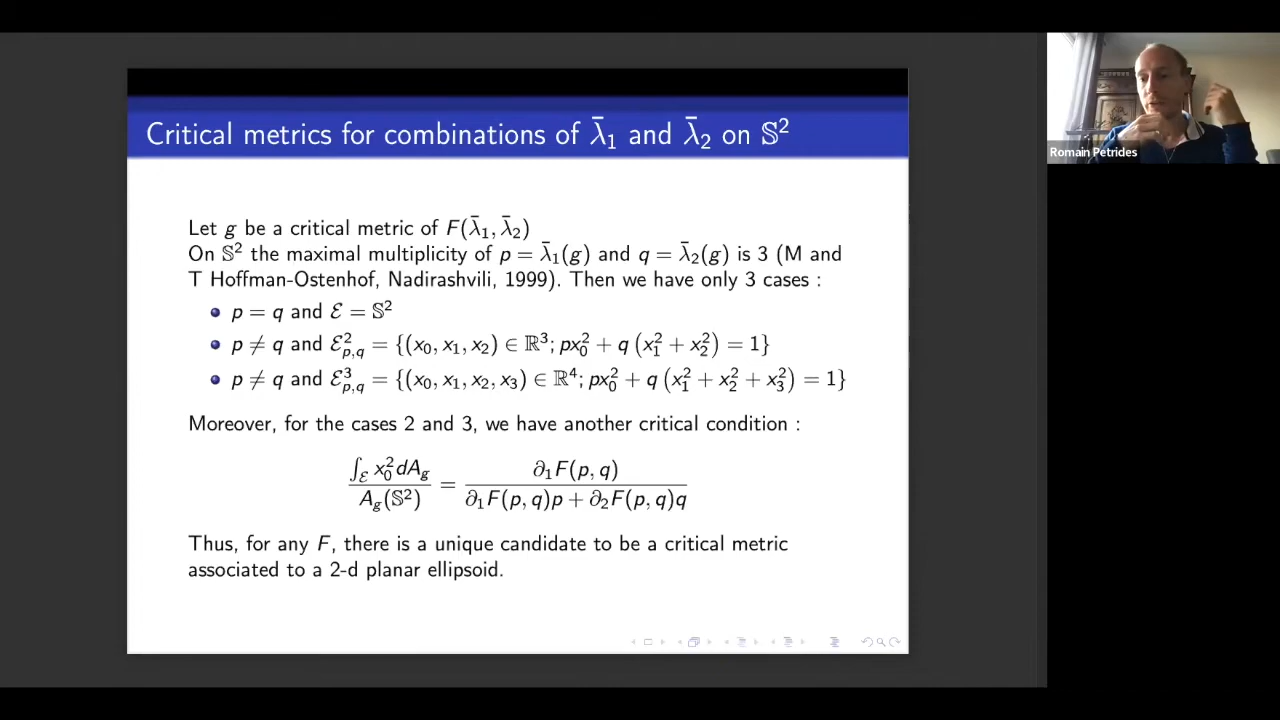 Critical metrics for combinations of λ̄₁ and λ̄₂ on 𝕊²
Romain Petrides
Let g be a critical metric of F(λ̄₁, λ̄₂)
On 𝕊² the maximal multiplicity of p = λ̄₁(g) and q = λ̄₂(g) is 3 (M and
T Hoffman-Ostenhof, Nadirashvili, 1999). Then we have only 3 cases :
p = q and ℰ = 𝕊²
p ≠ q and ℰ²_{p,q} = {(x₀, x₁, x₂) ∈ ℝ³; px₀² + q (x₁² + x₂²) = 1}
p ≠ q and ℰ³_{p,q} = {(x₀, x₁, x₂, x₃) ∈ ℝ⁴; px₀² + q (x₁² + x₂² + x₃²) = 1}
Moreover, for the cases 2 and 3, we have another critical condition :
∫_ℰ x₀² dA_g / A_g(𝕊²) = ∂₁F(p, q) / ∂₁F(p, q)p + ∂₂F(p, q)q
Thus, for any F, there is a unique candidate to be a critical metric
associated to a 2-d planar ellipsoid.